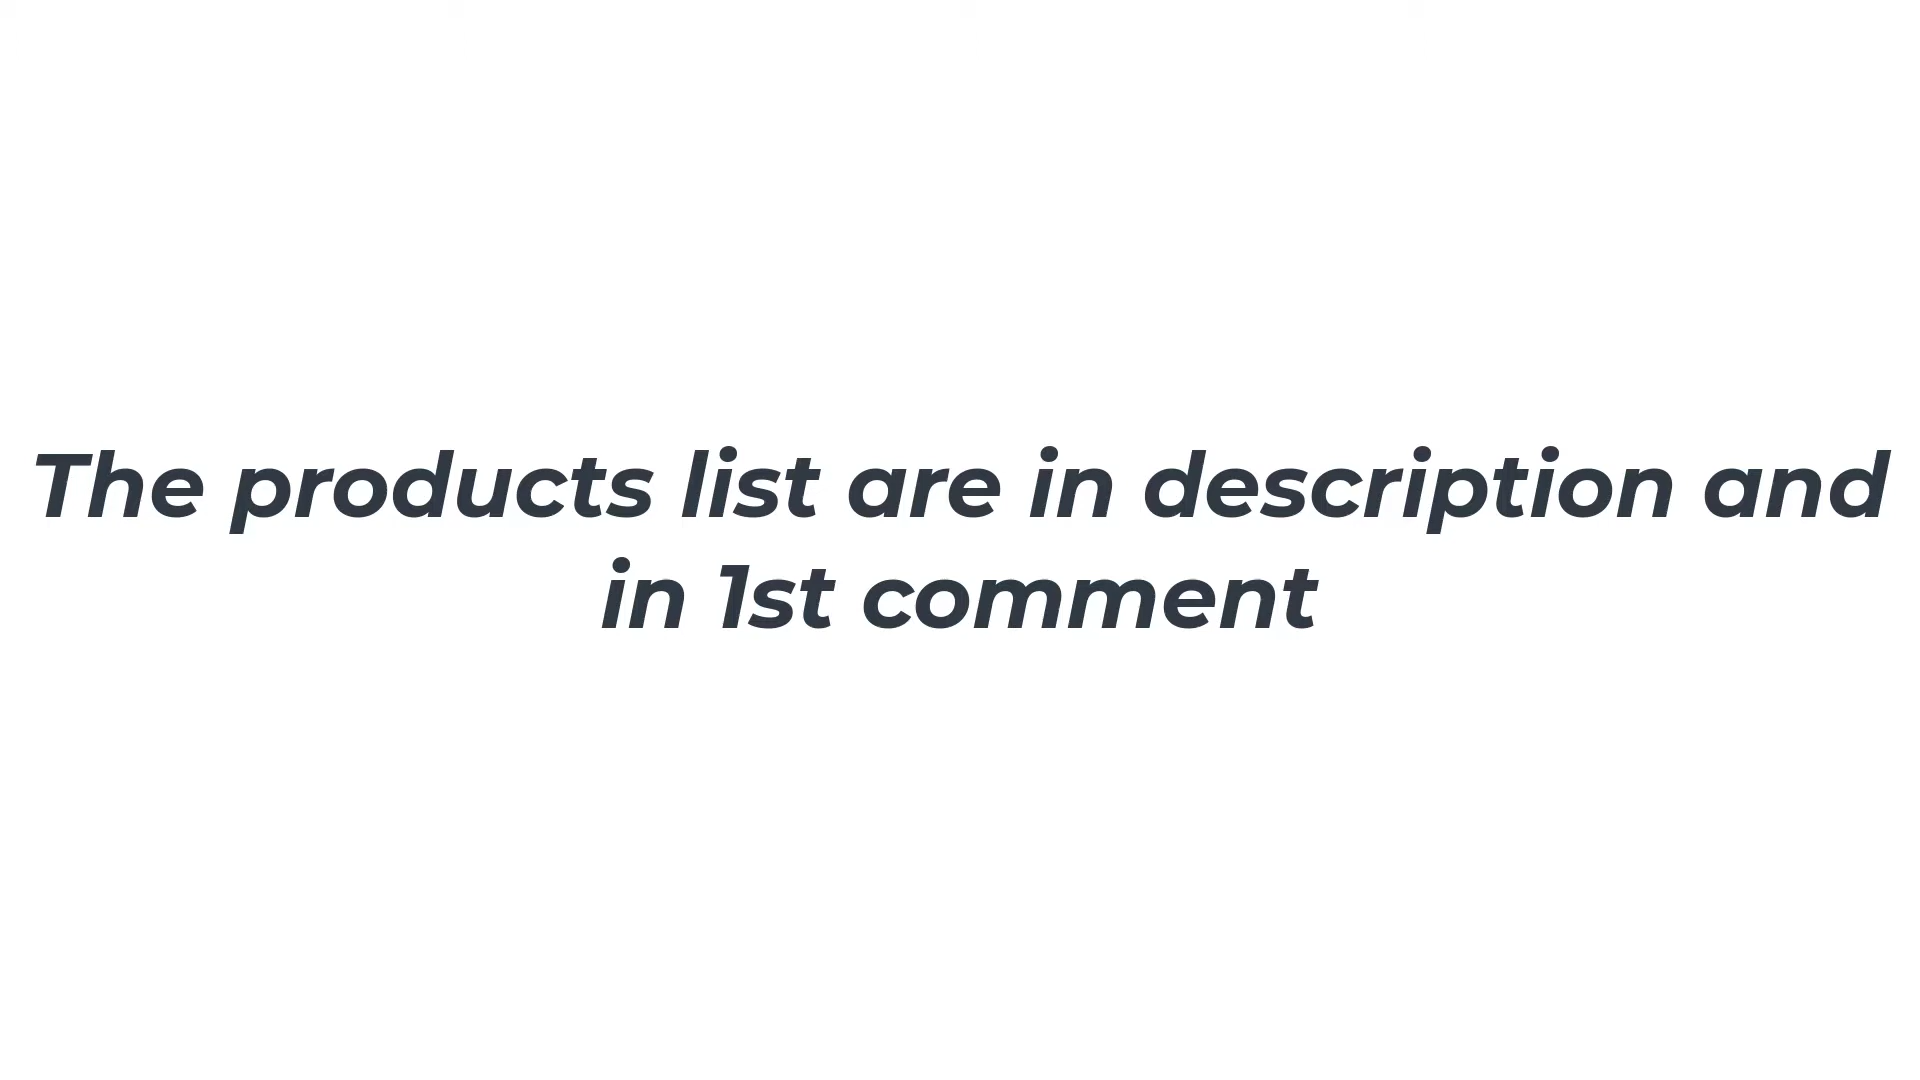 The products list are in description and
in 1st comment